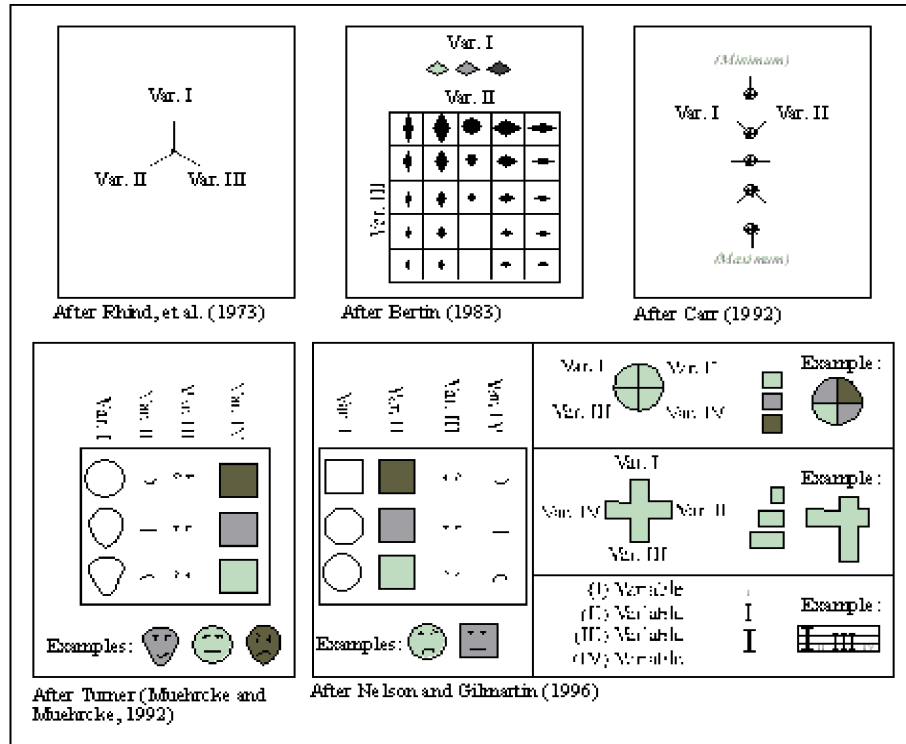 Var. I
Var. II
Var. III
After Rhind, et al. (1973)
Var. I
Var. II
Var. III
After Bertin (1983)
(Minimum)
Var. I
Var. II
(Maximum)
After Carr (1992)
Var. I
Var. II
Var. III
Var. IV
Examples:
After Turner (Muehrcke and
Muehrcke, 1992)
Var. I
Var. II
Var. III
Var. IV
Examples:
After Nelson and Gilmartin (1996)
Var. I
Var. II
Var. III
Var. IV
Example:
Var. I
Var. IV
Var. II
Var. III
Example:
(I) Variable
(II) Variable
(III) Variable
(IV) Variable
I
I
Example:
I
III